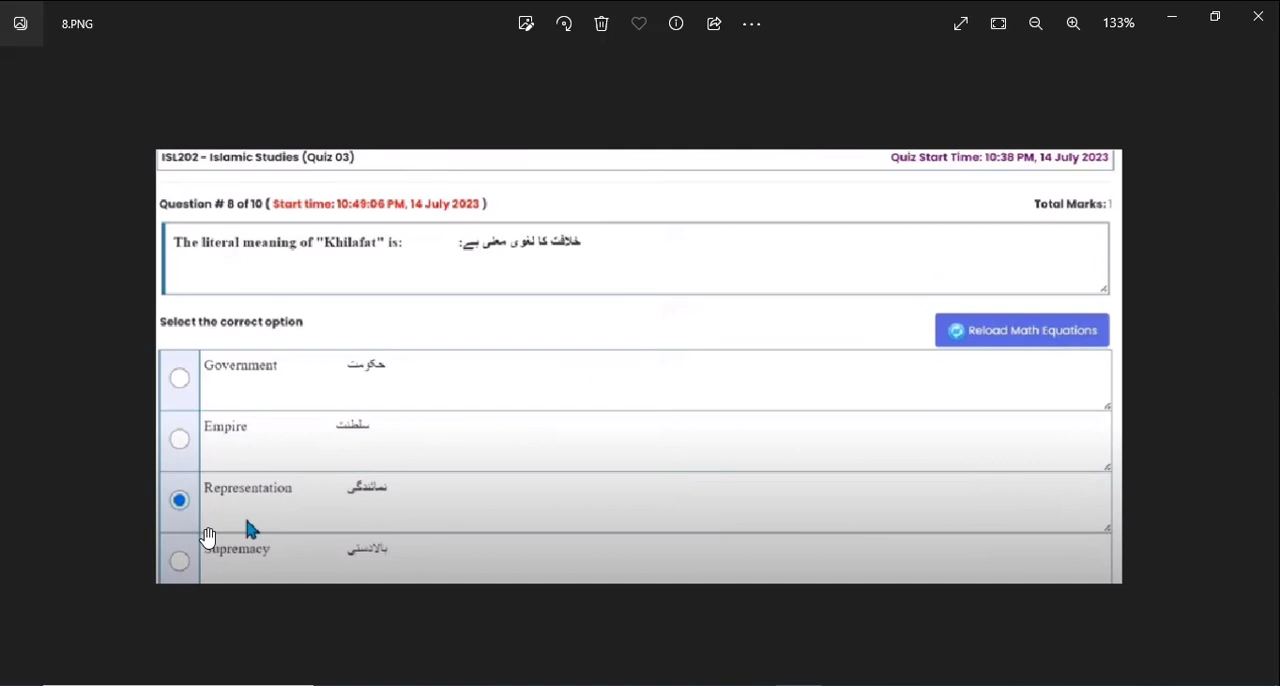 8.PNG
133%
ISL202 - Islamic Studies (Quiz 03) Quiz Start Time: 10:38 PM, 14 July 2023
Question # 8 of 10 ( Start time: 10:49:06 PM, 14 July 2023 ) Total Marks: 1
The literal meaning of "Khilafat" is: خلافت کا لغوی معنی ہے:
Select the correct option
Reload Math Equations
Government حکومت
Empire سلطنت
Representation نمائندگی
Supremacy بالادستی